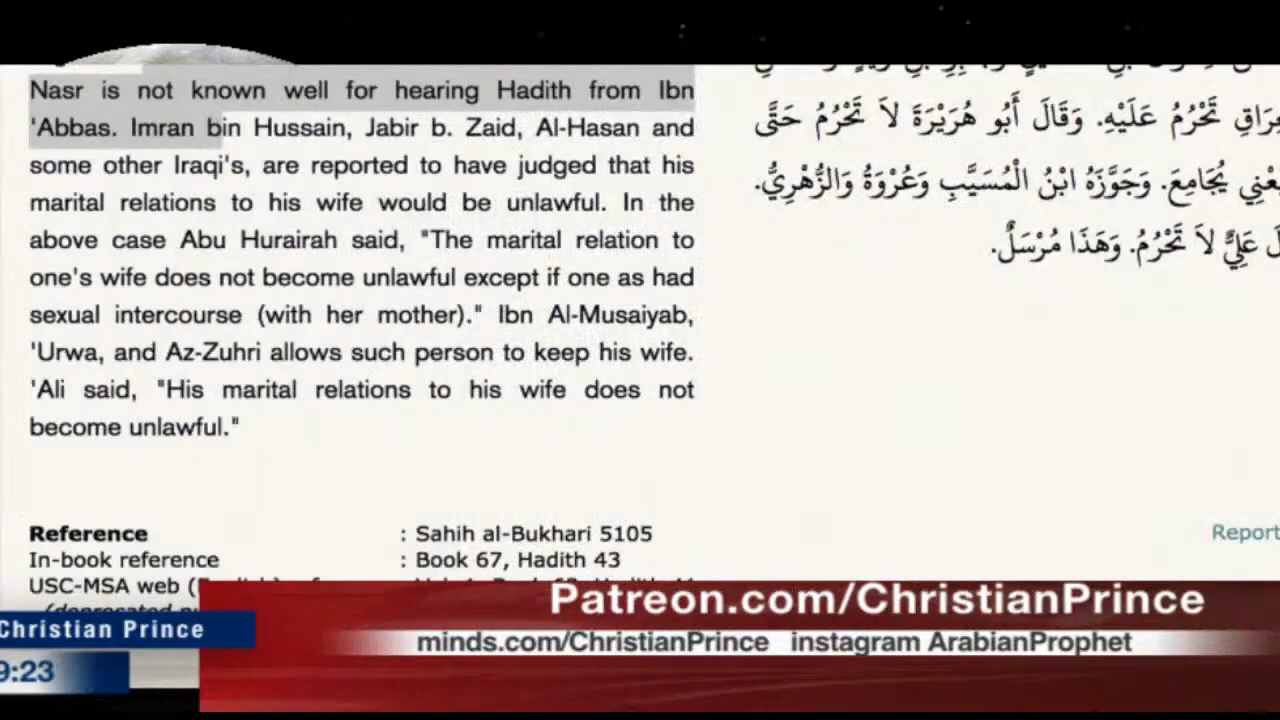 Nasr is not known well for hearing Hadith from Ibn
'Abbas. Imran bin Hussain, Jabir b. Zaid, Al-Hasan and
some other Iraqi's, are reported to have judged that his
marital relations to his wife would be unlawful. In the
above case Abu Hurairah said, "The marital relation to
one's wife does not become unlawful except if one as had
sexual intercourse (with her mother)." Ibn Al-Musaiyab,
'Urwa, and Az-Zuhri allows such person to keep his wife.
'Ali said, "His marital relations to his wife does not
become unlawful."
تَحْرُمُ عَلَيْهِ. وَقَالَ أَبُو هُرَيْرَةَ لاَ تَحْرُمُ حَتَّى
يُجَامِعَ. وَجَوَّزَهُ ابْنُ الْمُسَيَّبِ وَعُرْوَةُ وَالزُّهْرِيُّ.
عَلِيٌّ لاَ تَحْرُمُ. وَهَذَا مُرْسَلٌ.
Reference : Sahih al-Bukhari 5105
Report
In-book reference : Book 67, Hadith 43
USC-MSA web
Patreon.com/ChristianPrince
Christian Prince
minds.com/ChristianPrince instagram ArabianProphet
9:23